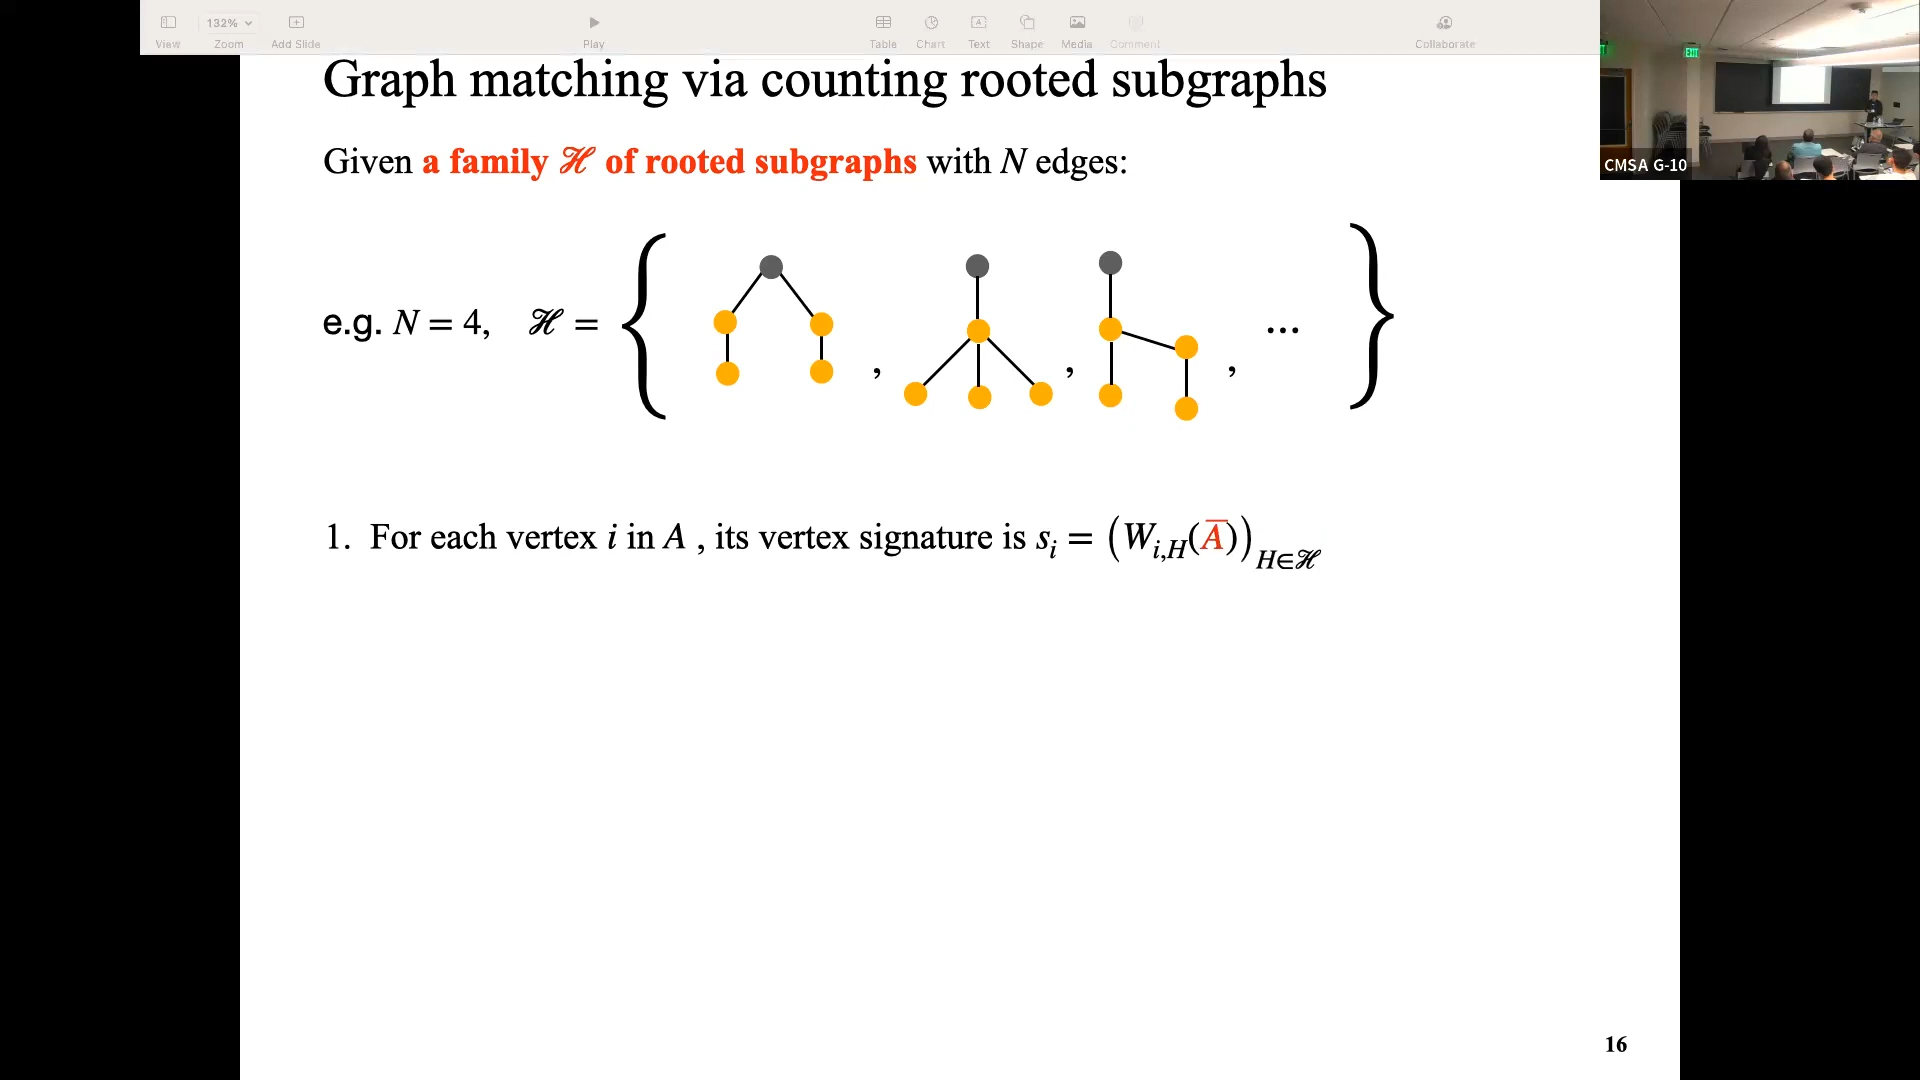 132%
View Zoom Add Slide Play Table Chart Text Shape Media Comment Collaborate
EXIT
CMSA G-10
Graph matching via counting rooted subgraphs
Given a family ℋ of rooted subgraphs with N edges:
e.g. N = 4, ℋ = { , , , ... }
1. For each vertex i in A , its vertex signature is sᵢ = (W_{i,H}(A̅))_{H∈ℋ}
16